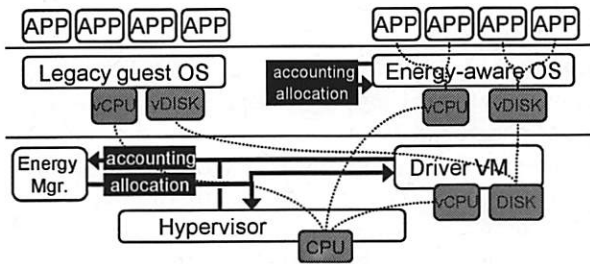 APP APP APP APP APP APP APP APP
Legacy guest OS
accounting
allocation
Energy-aware OS
vCPU vDISK
vCPU vDISK
Energy
Mgr.
accounting
allocation
Driver VM
vCPU DISK
Hypervisor
CPU